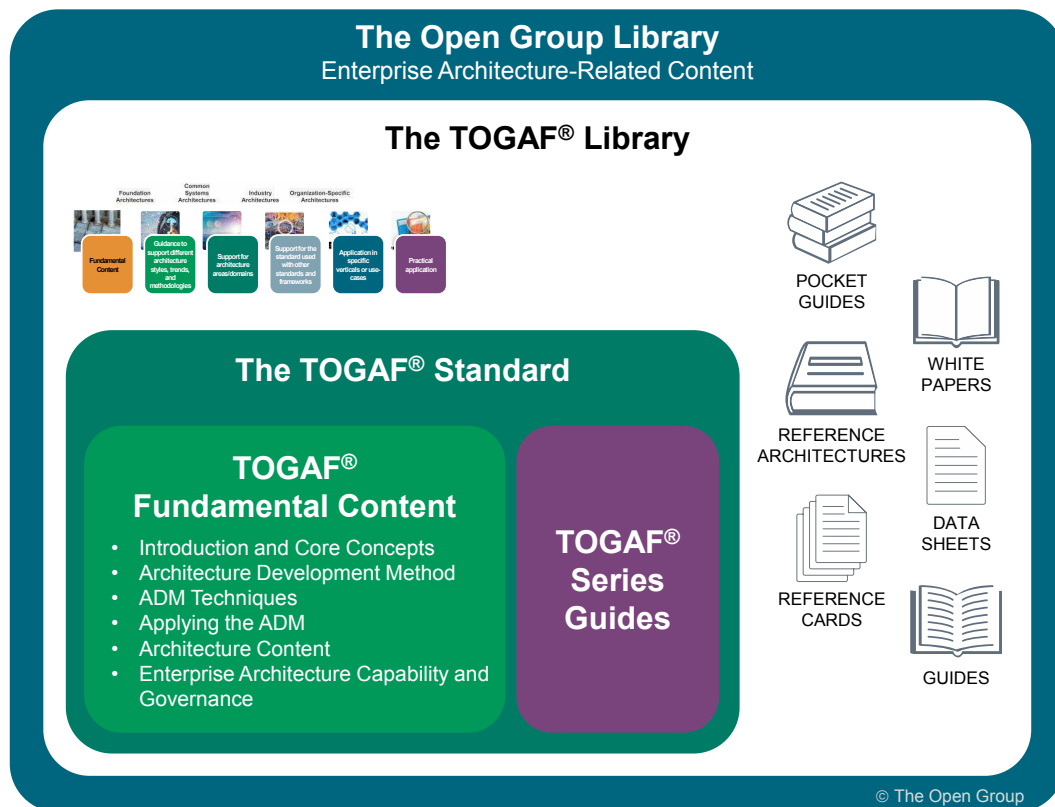 The Open Group Library
Enterprise Architecture-Related Content
The TOGAF® Library
Foundation
Architectures
Common
Systems
Architectures
Industry
Architectures
Organization-Specific
Architectures
Fundamental
Content
Guidance to
support different
architecture
styles, trends,
and
methodologies
Support for
architecture
areas/domains
Support for the
standard used
with other
standards and
frameworks
Application in
specific
verticals or use-
cases
Practical
application
POCKET
GUIDES
WHITE
PAPERS
REFERENCE
ARCHITECTURES
DATA
SHEETS
REFERENCE
CARDS
GUIDES
The TOGAF® Standard
TOGAF®
Fundamental Content
• Introduction and Core Concepts
• Architecture Development Method
• ADM Techniques
• Applying the ADM
• Architecture Content
• Enterprise Architecture Capability and
Governance
TOGAF®
Series
Guides
© The Open Group